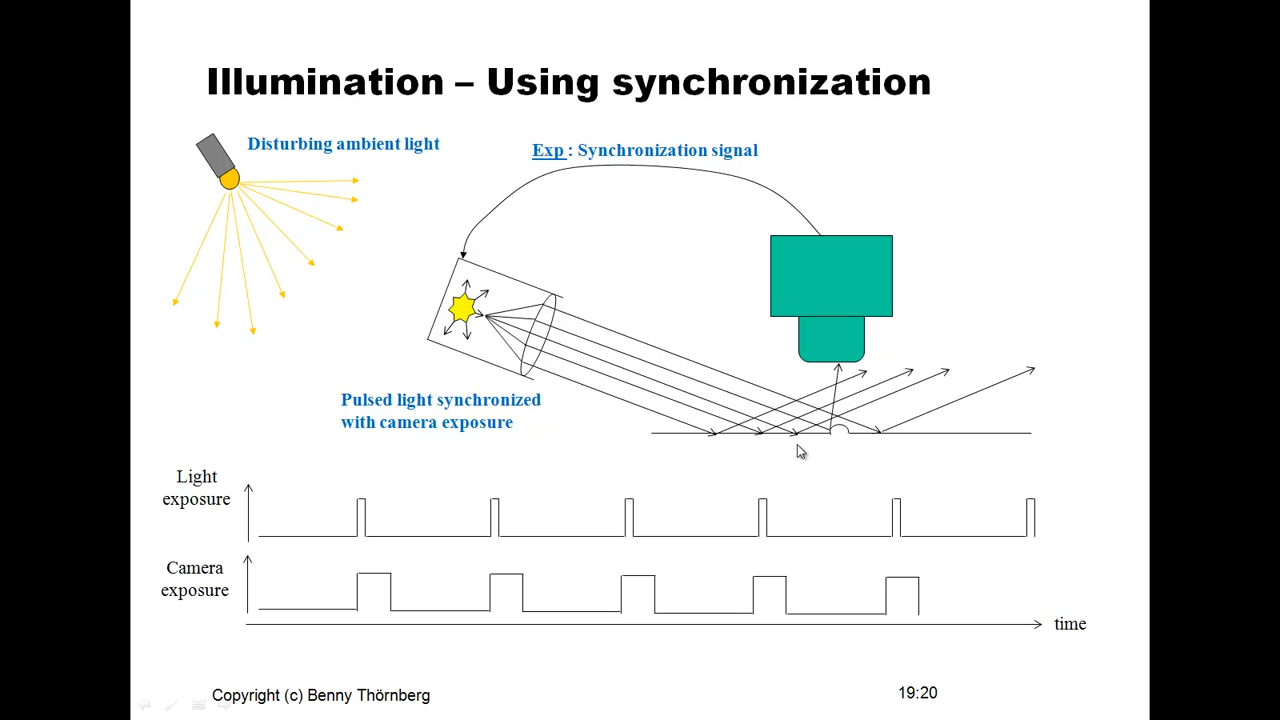 Illumination – Using synchronization
Disturbing ambient light
Exp : Synchronization signal
Pulsed light synchronized
with camera exposure
Light
exposure
Camera
exposure
time
Copyright (c) Benny Thörnberg
19:20